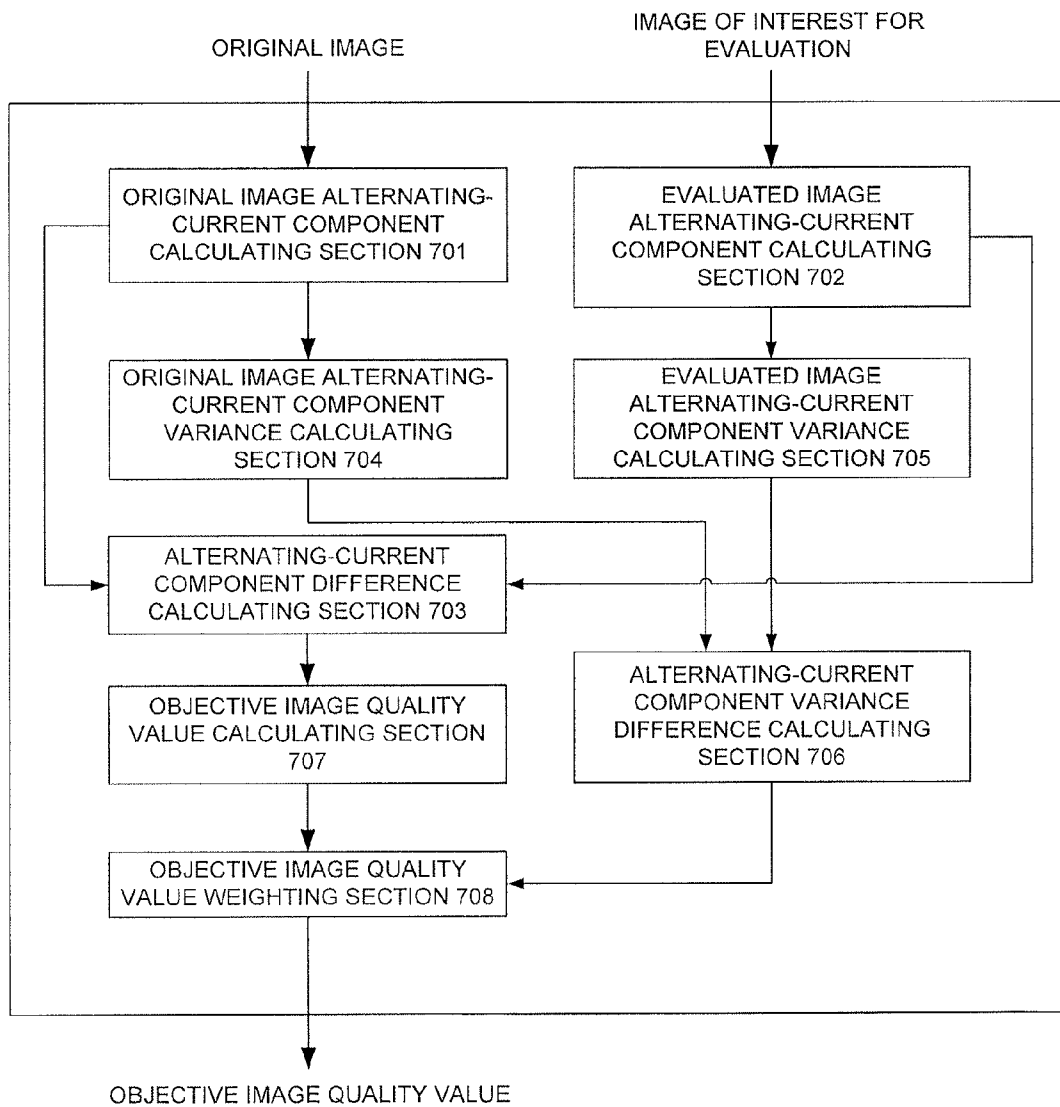 ORIGINAL IMAGE
IMAGE OF INTEREST FOR
EVALUATION
ORIGINAL IMAGE ALTERNATING-
CURRENT COMPONENT
CALCULATING SECTION 701
EVALUATED IMAGE
ALTERNATING-CURRENT
COMPONENT CALCULATING
SECTION 702
ORIGINAL IMAGE ALTERNATING-
CURRENT COMPONENT
VARIANCE CALCULATING
SECTION 704
EVALUATED IMAGE
ALTERNATING-CURRENT
COMPONENT VARIANCE
CALCULATING SECTION 705
ALTERNATING-CURRENT
COMPONENT DIFFERENCE
CALCULATING SECTION 703
OBJECTIVE IMAGE QUALITY
VALUE CALCULATING SECTION
707
ALTERNATING-CURRENT
COMPONENT VARIANCE
DIFFERENCE CALCULATING
SECTION 706
OBJECTIVE IMAGE QUALITY
VALUE WEIGHTING SECTION 708
OBJECTIVE IMAGE QUALITY VALUE